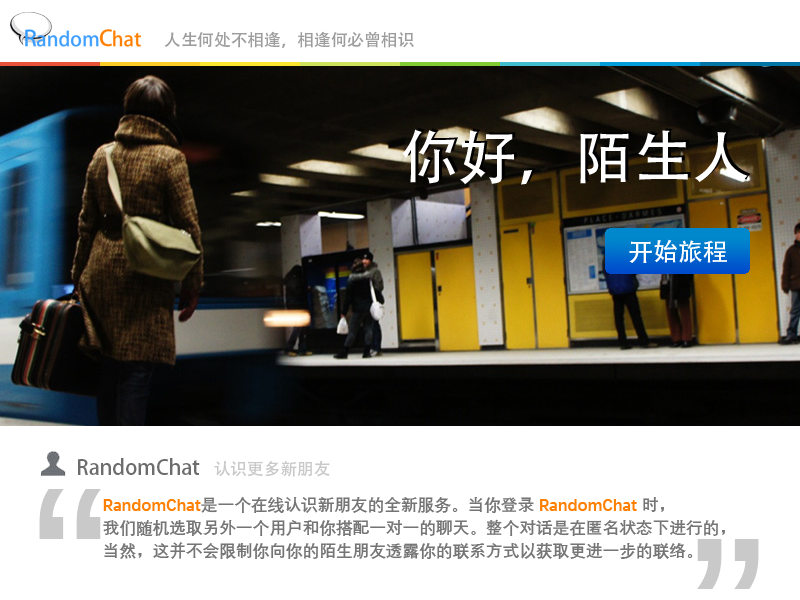 RandomChat 人生何处不相逢，相逢何必曾相识
你好，陌生人
PLACE-DARMES
开始旅程
RandomChat 认识更多新朋友
RandomChat是一个在线认识新朋友的全新服务。当你登录 RandomChat 时，
我们随机选取另外一个用户和你搭配一对一的聊天。整个对话是在匿名状态下进行的，
当然，这并不会限制你向你的陌生朋友透露你的联系方式以获取更进一步的联络。